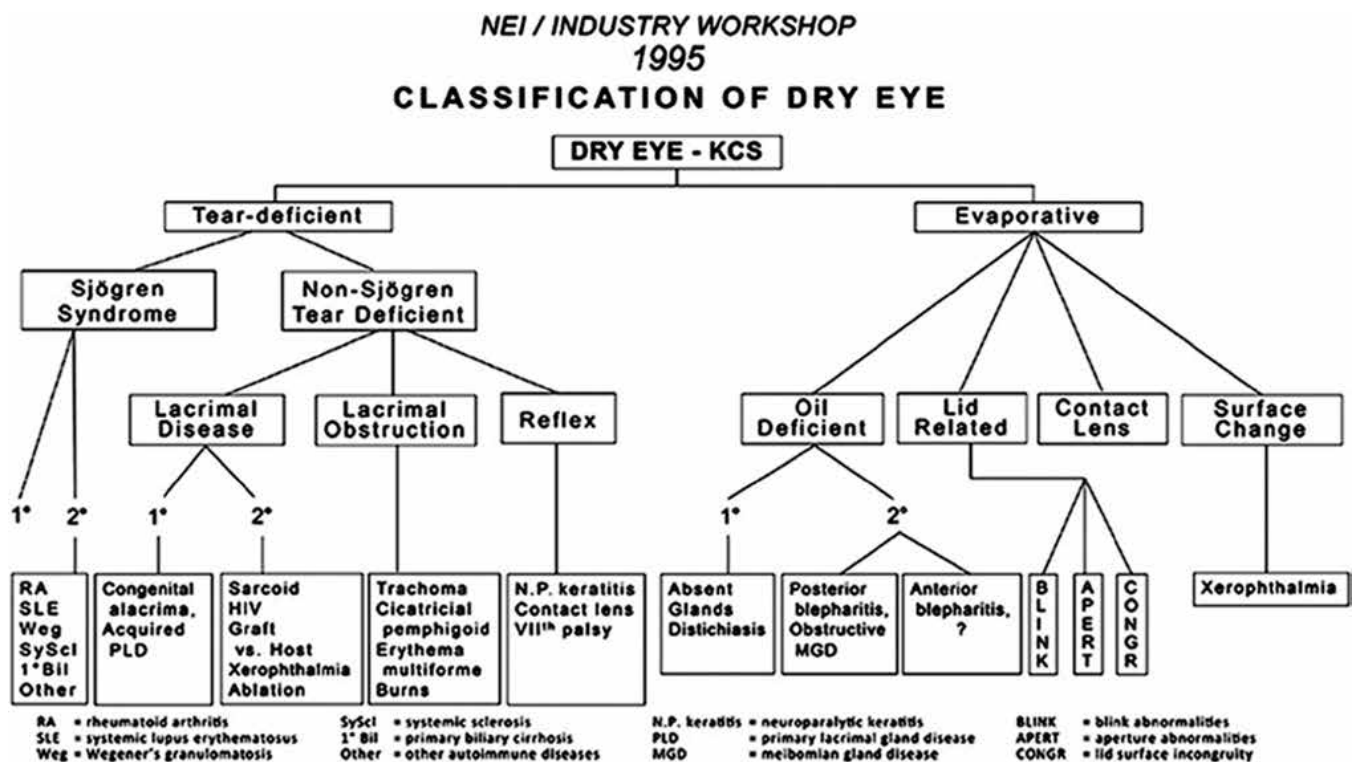 NEI / INDUSTRY WORKSHOP
1995
CLASSIFICATION OF DRY EYE
DRY EYE - KCS
Tear-deficient
Evaporative
Sjögren
Syndrome
Non-Sjögren
Tear Deficient
Lacrimal
Disease
Lacrimal
Obstruction
Reflex
Oil
Deficient
Lid
Related
Contact
Lens
Surface
Change
1°
2°
1°
2°
1°
2°
RA
SLE
Weg
SyScl
1°Bil
Other
Congenital
alacrima,
Acquired
PLD
Sarcoid
HIV
Graft
vs. Host
Xerophthalmia
Ablation
Trachoma
Cicatricial
pemphigoid
Erythema
multiforme
Burns
N.P. keratitis
Contact lens
VIIth palsy
Absent
Glands
Distichiasis
Posterior
blepharitis,
Obstructive
MGD
Anterior
blepharitis,
?
BLINK
APERT
CONGR
Xerophthalmia
RA = rheumatoid arthritis
SLE = systemic lupus erythematosus
Weg = Wegener's granulomatosis
SyScl = systemic sclerosis
1° Bil = primary biliary cirrhosis
Other = other autoimmune diseases
N.P. keratitis = neuroparalytic keratitis
PLD = primary lacrimal gland disease
MGD = meibomian gland disease
BLINK = blink abnormalities
APERT = aperture abnormalities
CONGR = lid surface incongruity